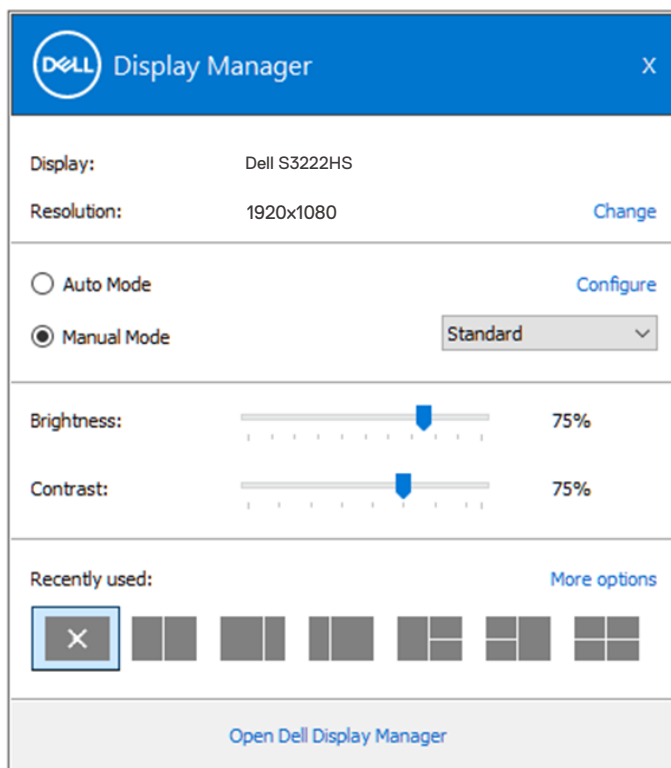 DELL Display Manager X
Display: Dell S3222HS
Resolution: 1920x1080 Change
Auto Mode Configure
Manual Mode Standard
Brightness: 75%
Contrast: 75%
Recently used: More options
Open Dell Display Manager